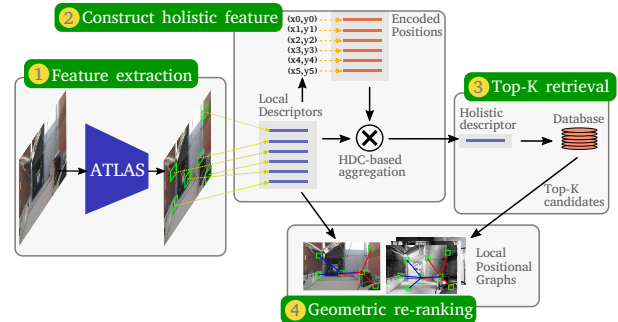 2 Construct holistic feature
(x0,y0)
(x1,y1)
(x2,y2)
(x3,y3)
(x4,y4)
(x5,y5)
Encoded
Positions
1 Feature extraction
ATLAS
Local
Descriptors
HDC-based
aggregation
3 Top-K retrieval
Holistic
descriptor
Database
Top-K
candidates
Local
Positional
Graphs
4 Geometric re-ranking